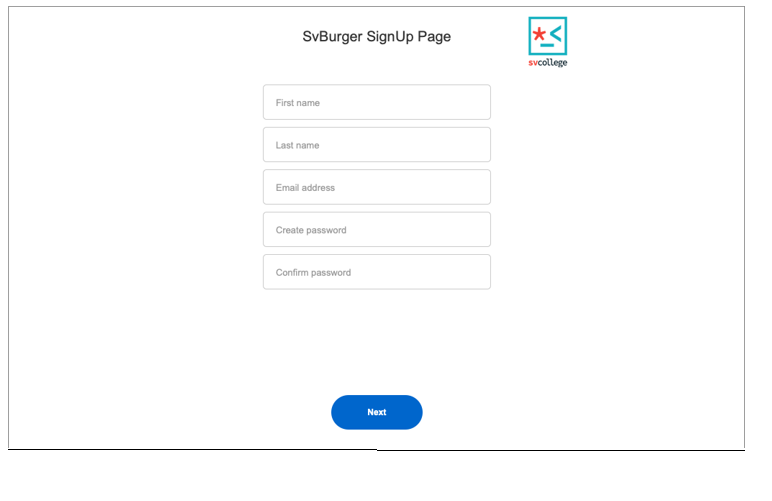 SvBurger SignUp Page
svcollege
First name
Last name
Email address
Create password
Confirm password
Next